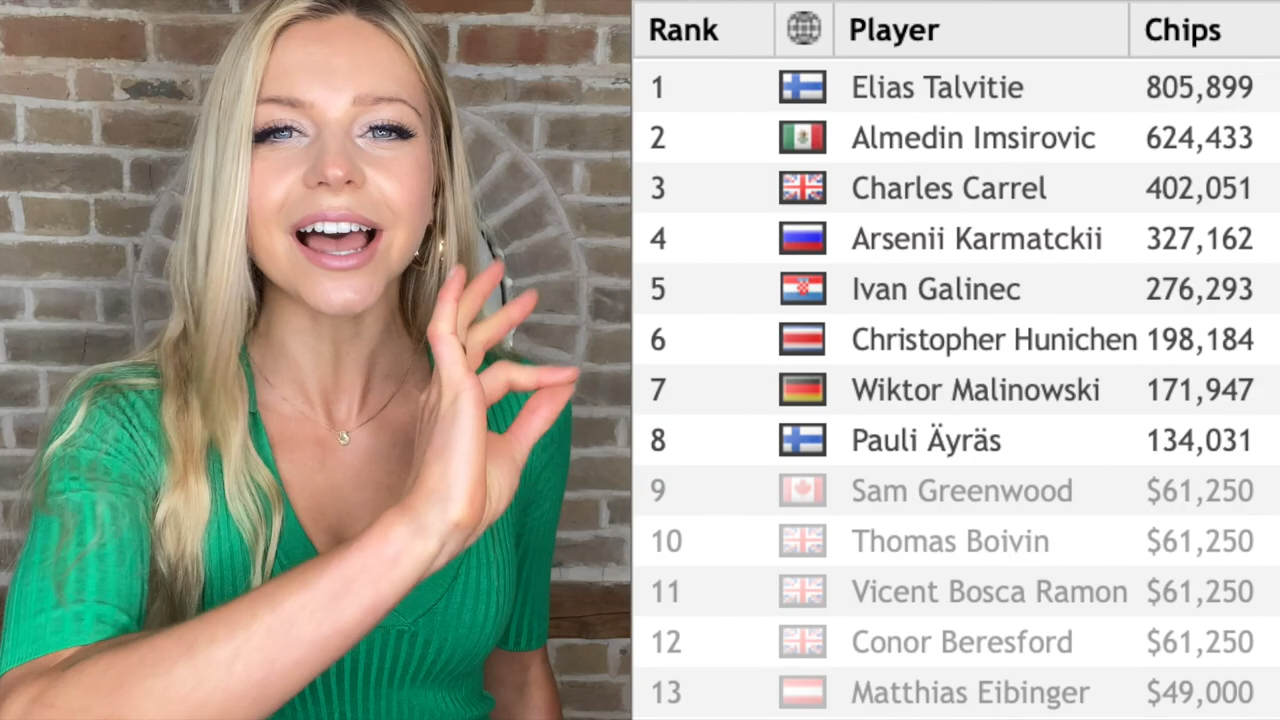 Rank Player Chips
1 Elias Talvitie 805,899
2 Almedin Imsirovic 624,433
3 Charles Carrel 402,051
4 Arsenii Karmatckii 327,162
5 Ivan Galinec 276,293
6 Christopher Hunichen 198,184
7 Wiktor Malinowski 171,947
8 Pauli Äyräs 134,031
9 Sam Greenwood $61,250
10 Thomas Boivin $61,250
11 Vicent Bosca Ramon $61,250
12 Conor Beresford $61,250
13 Matthias Eibinger $49,000